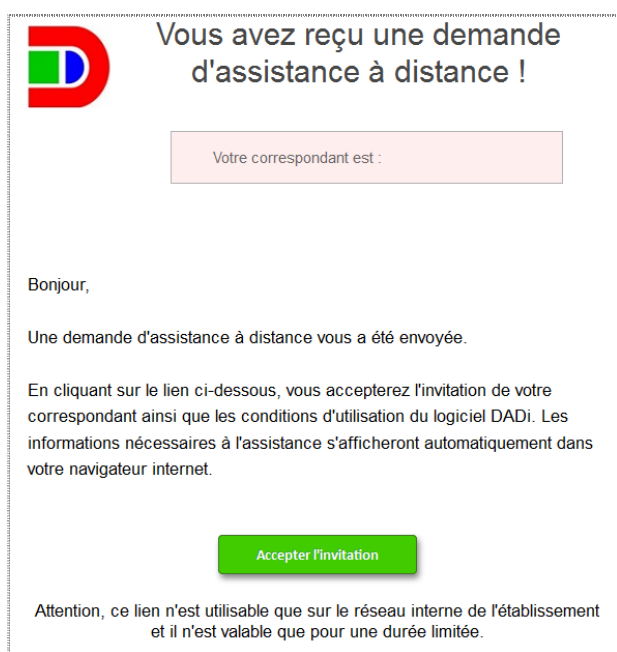 Vous avez reçu une demande
d'assistance à distance !
Votre correspondant est :
Bonjour,
Une demande d'assistance à distance vous a été envoyée.
En cliquant sur le lien ci-dessous, vous accepterez l'invitation de votre
correspondant ainsi que les conditions d'utilisation du logiciel DADi. Les
informations nécessaires à l'assistance s'afficheront automatiquement dans
votre navigateur internet.
Accepter l'invitation
Attention, ce lien n'est utilisable que sur le réseau interne de l'établissement
et il n'est valable que pour une durée limitée.